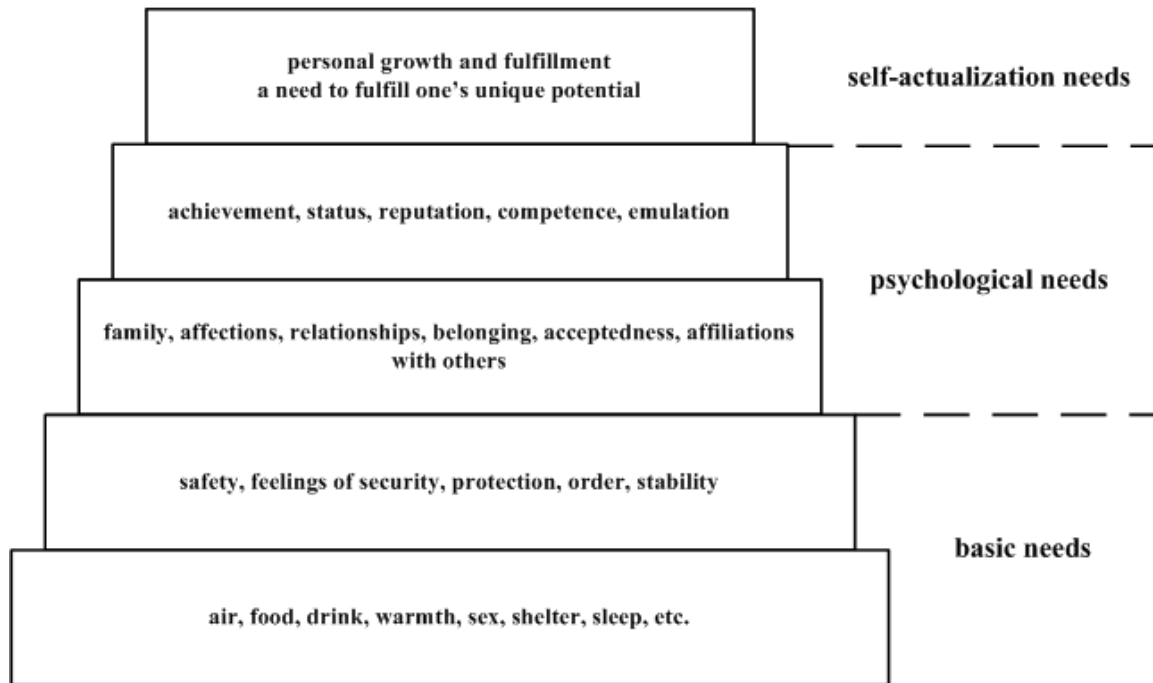 personal growth and fulfillment
a need to fulfill one's unique potential
self-actualization needs
achievement, status, reputation, competence, emulation
psychological needs
family, affections, relationships, belonging, acceptedness, affiliations
with others
safety, feelings of security, protection, order, stability
basic needs
air, food, drink, warmth, sex, shelter, sleep, etc.